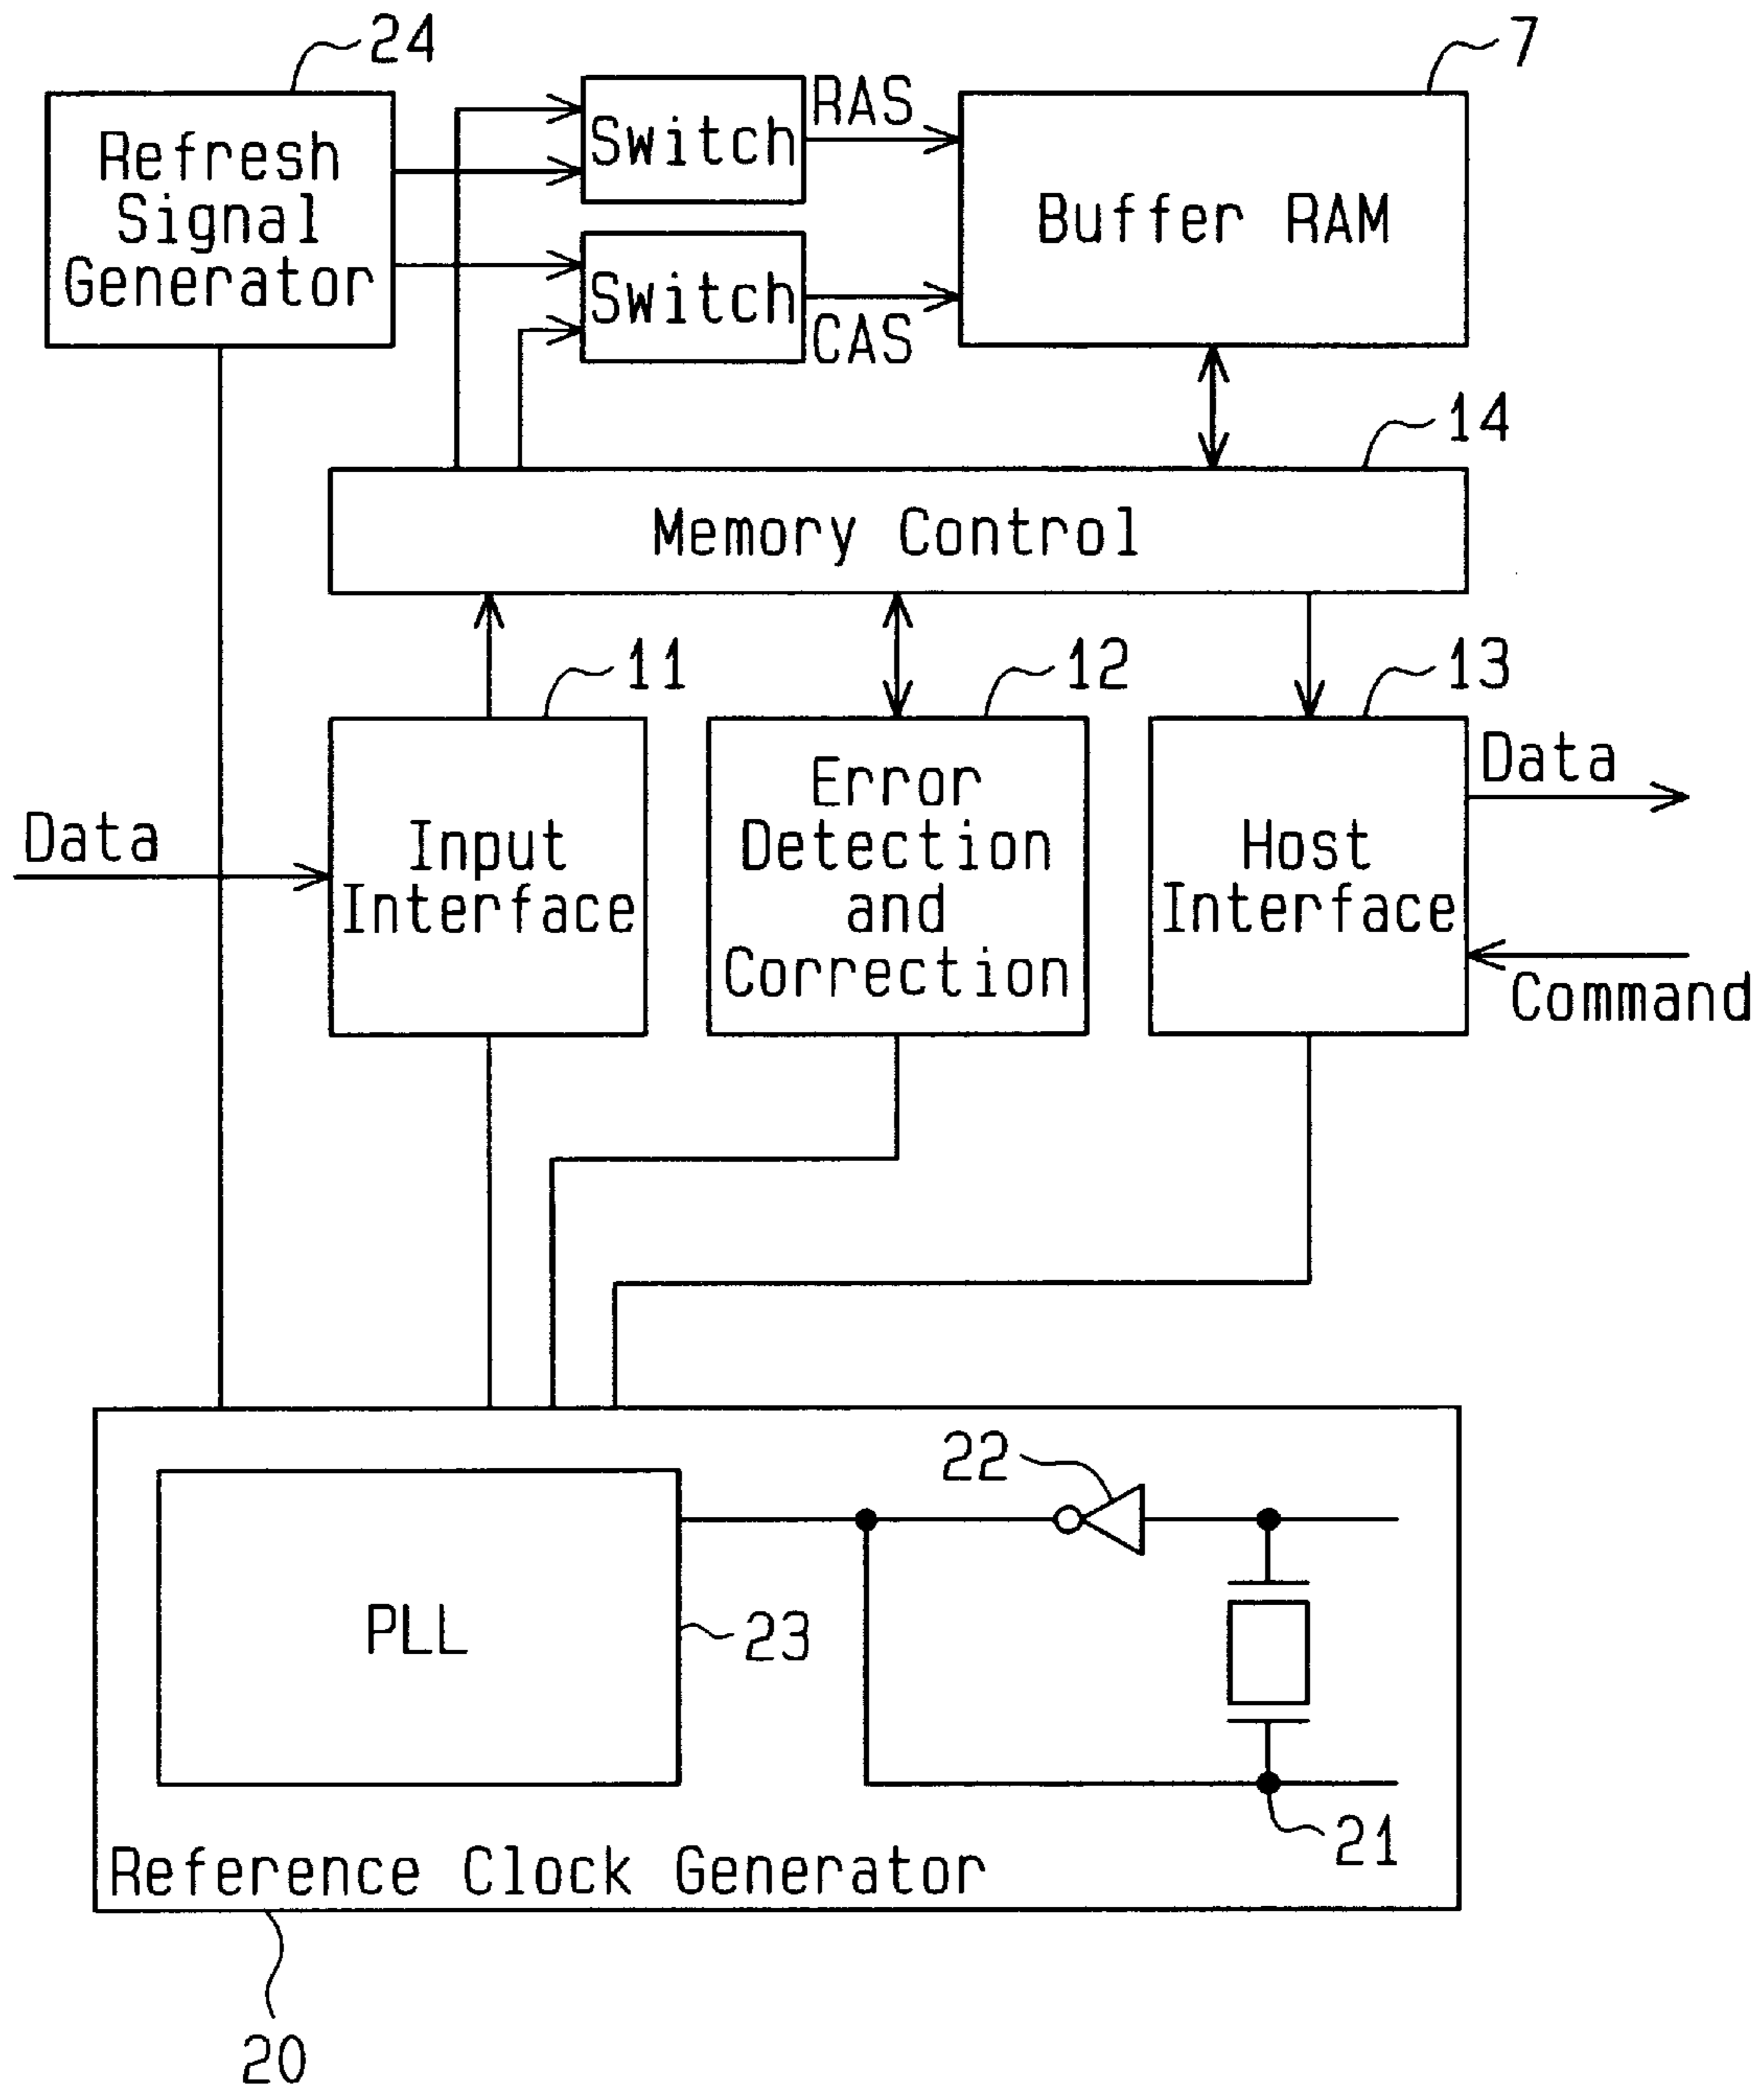 24
7
Refresh
Signal
Generator
Switch
RAS
Switch
CAS
Buffer RAM
14
Memory Control
11
12
13
Data
Input
Interface
Error
Detection
and
Correction
Host
Interface
Data
Command
22
PLL
23
21
Reference Clock Generator
20